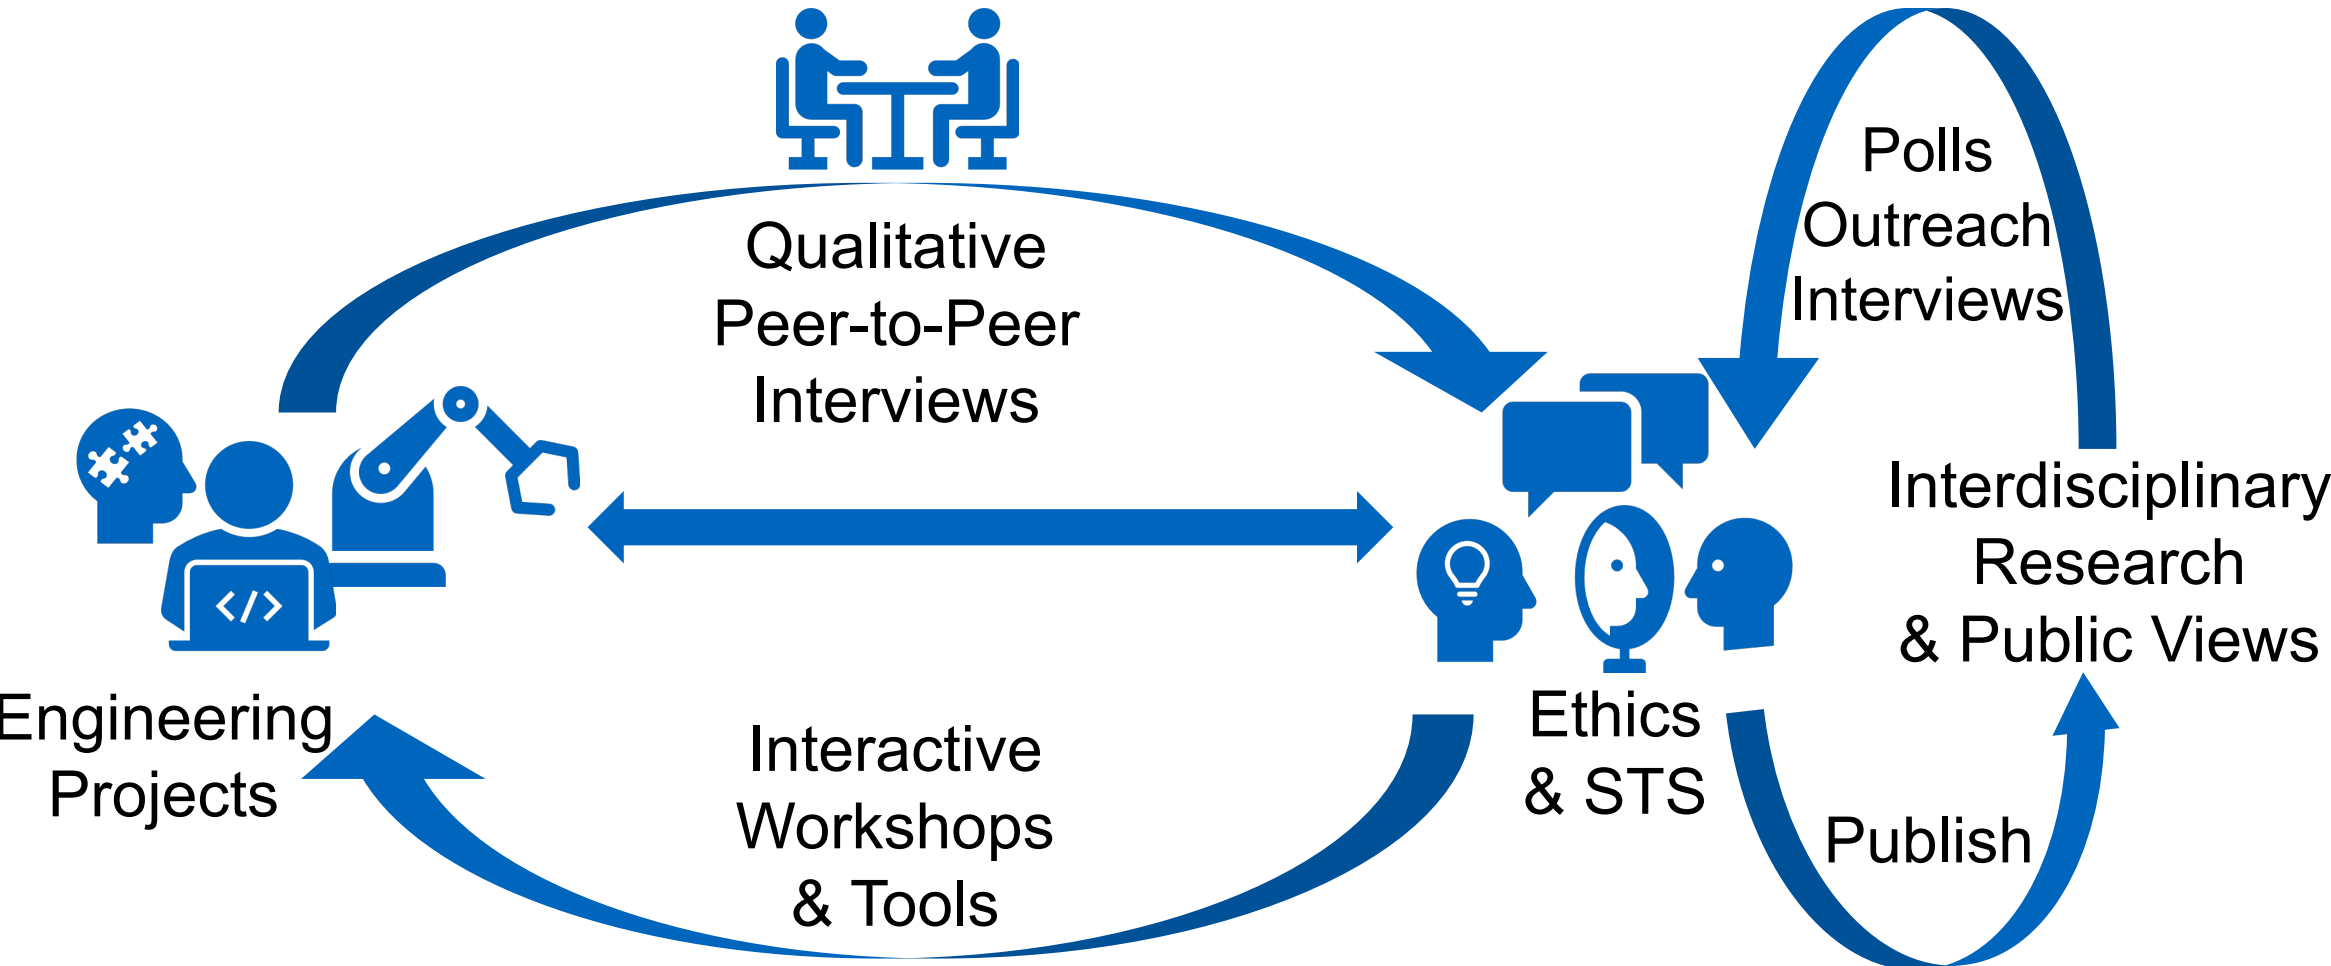 Qualitative
Peer-to-Peer
Interviews
Polls
Outreach
Interviews
</>
Engineering
Projects
Interactive
Workshops
& Tools
Ethics
& STS
Interdisciplinary
Research
& Public Views
Publish